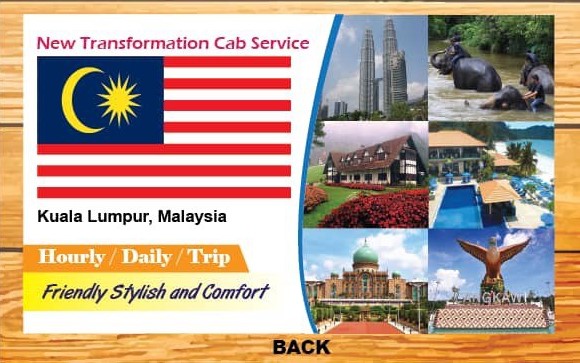 New Transformation Cab Service
Kuala Lumpur, Malaysia
Hourly / Daily / Trip
Friendly Stylish and Comfort
LANGKAWI
BACK